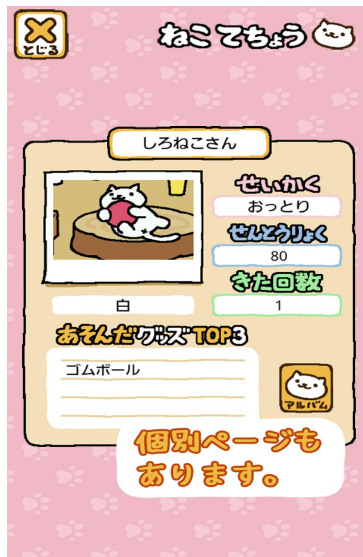 とじる
ねこてちょう
しろねこさん
せいかく
おっとり
せんとうりょく
80
きた回数
白
1
あそんだグッズTOP3
ゴムボール
アルバム
個別ページも
あります。